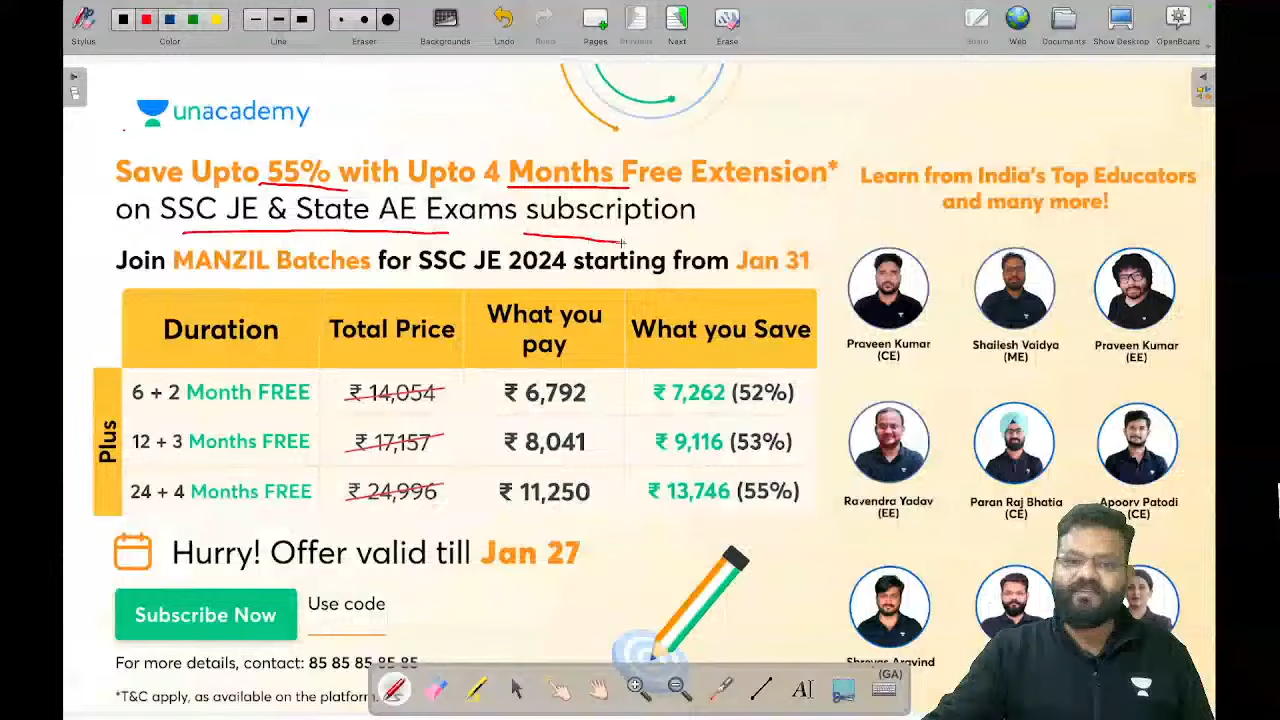 Stylus
Color
Line
Eraser
Backgrounds
Undo
Redo
Pages
Previous
Next
Erase
Board
Web
Documents
Show Desktop
OpenBoard
unacademy
Save Upto 55% with Upto 4 Months Free Extension*
on SSC JE & State AE Exams subscription
Join MANZIL Batches for SSC JE 2024 starting from Jan 31
Duration Total Price What you pay What you Save
Plus
6 + 2 Month FREE ₹ 14,054 ₹ 6,792 ₹ 7,262 (52%)
12 + 3 Months FREE ₹ 17,157 ₹ 8,041 ₹ 9,116 (53%)
24 + 4 Months FREE ₹ 24,996 ₹ 11,250 ₹ 13,746 (55%)
Hurry! Offer valid till Jan 27
Subscribe Now
Use code
For more details, contact: 85 85 85 85 85
*T&C apply, as available on the platform.
Learn from India's Top Educators
and many more!
Praveen Kumar
(CE)
Shailesh Vaidya
(ME)
Praveen Kumar
(EE)
Ravendra Yadav
(EE)
Paran Raj Bhatia
(CE)
Apoorv Patodi
(CE)
Shreyas Aravind
(GA)